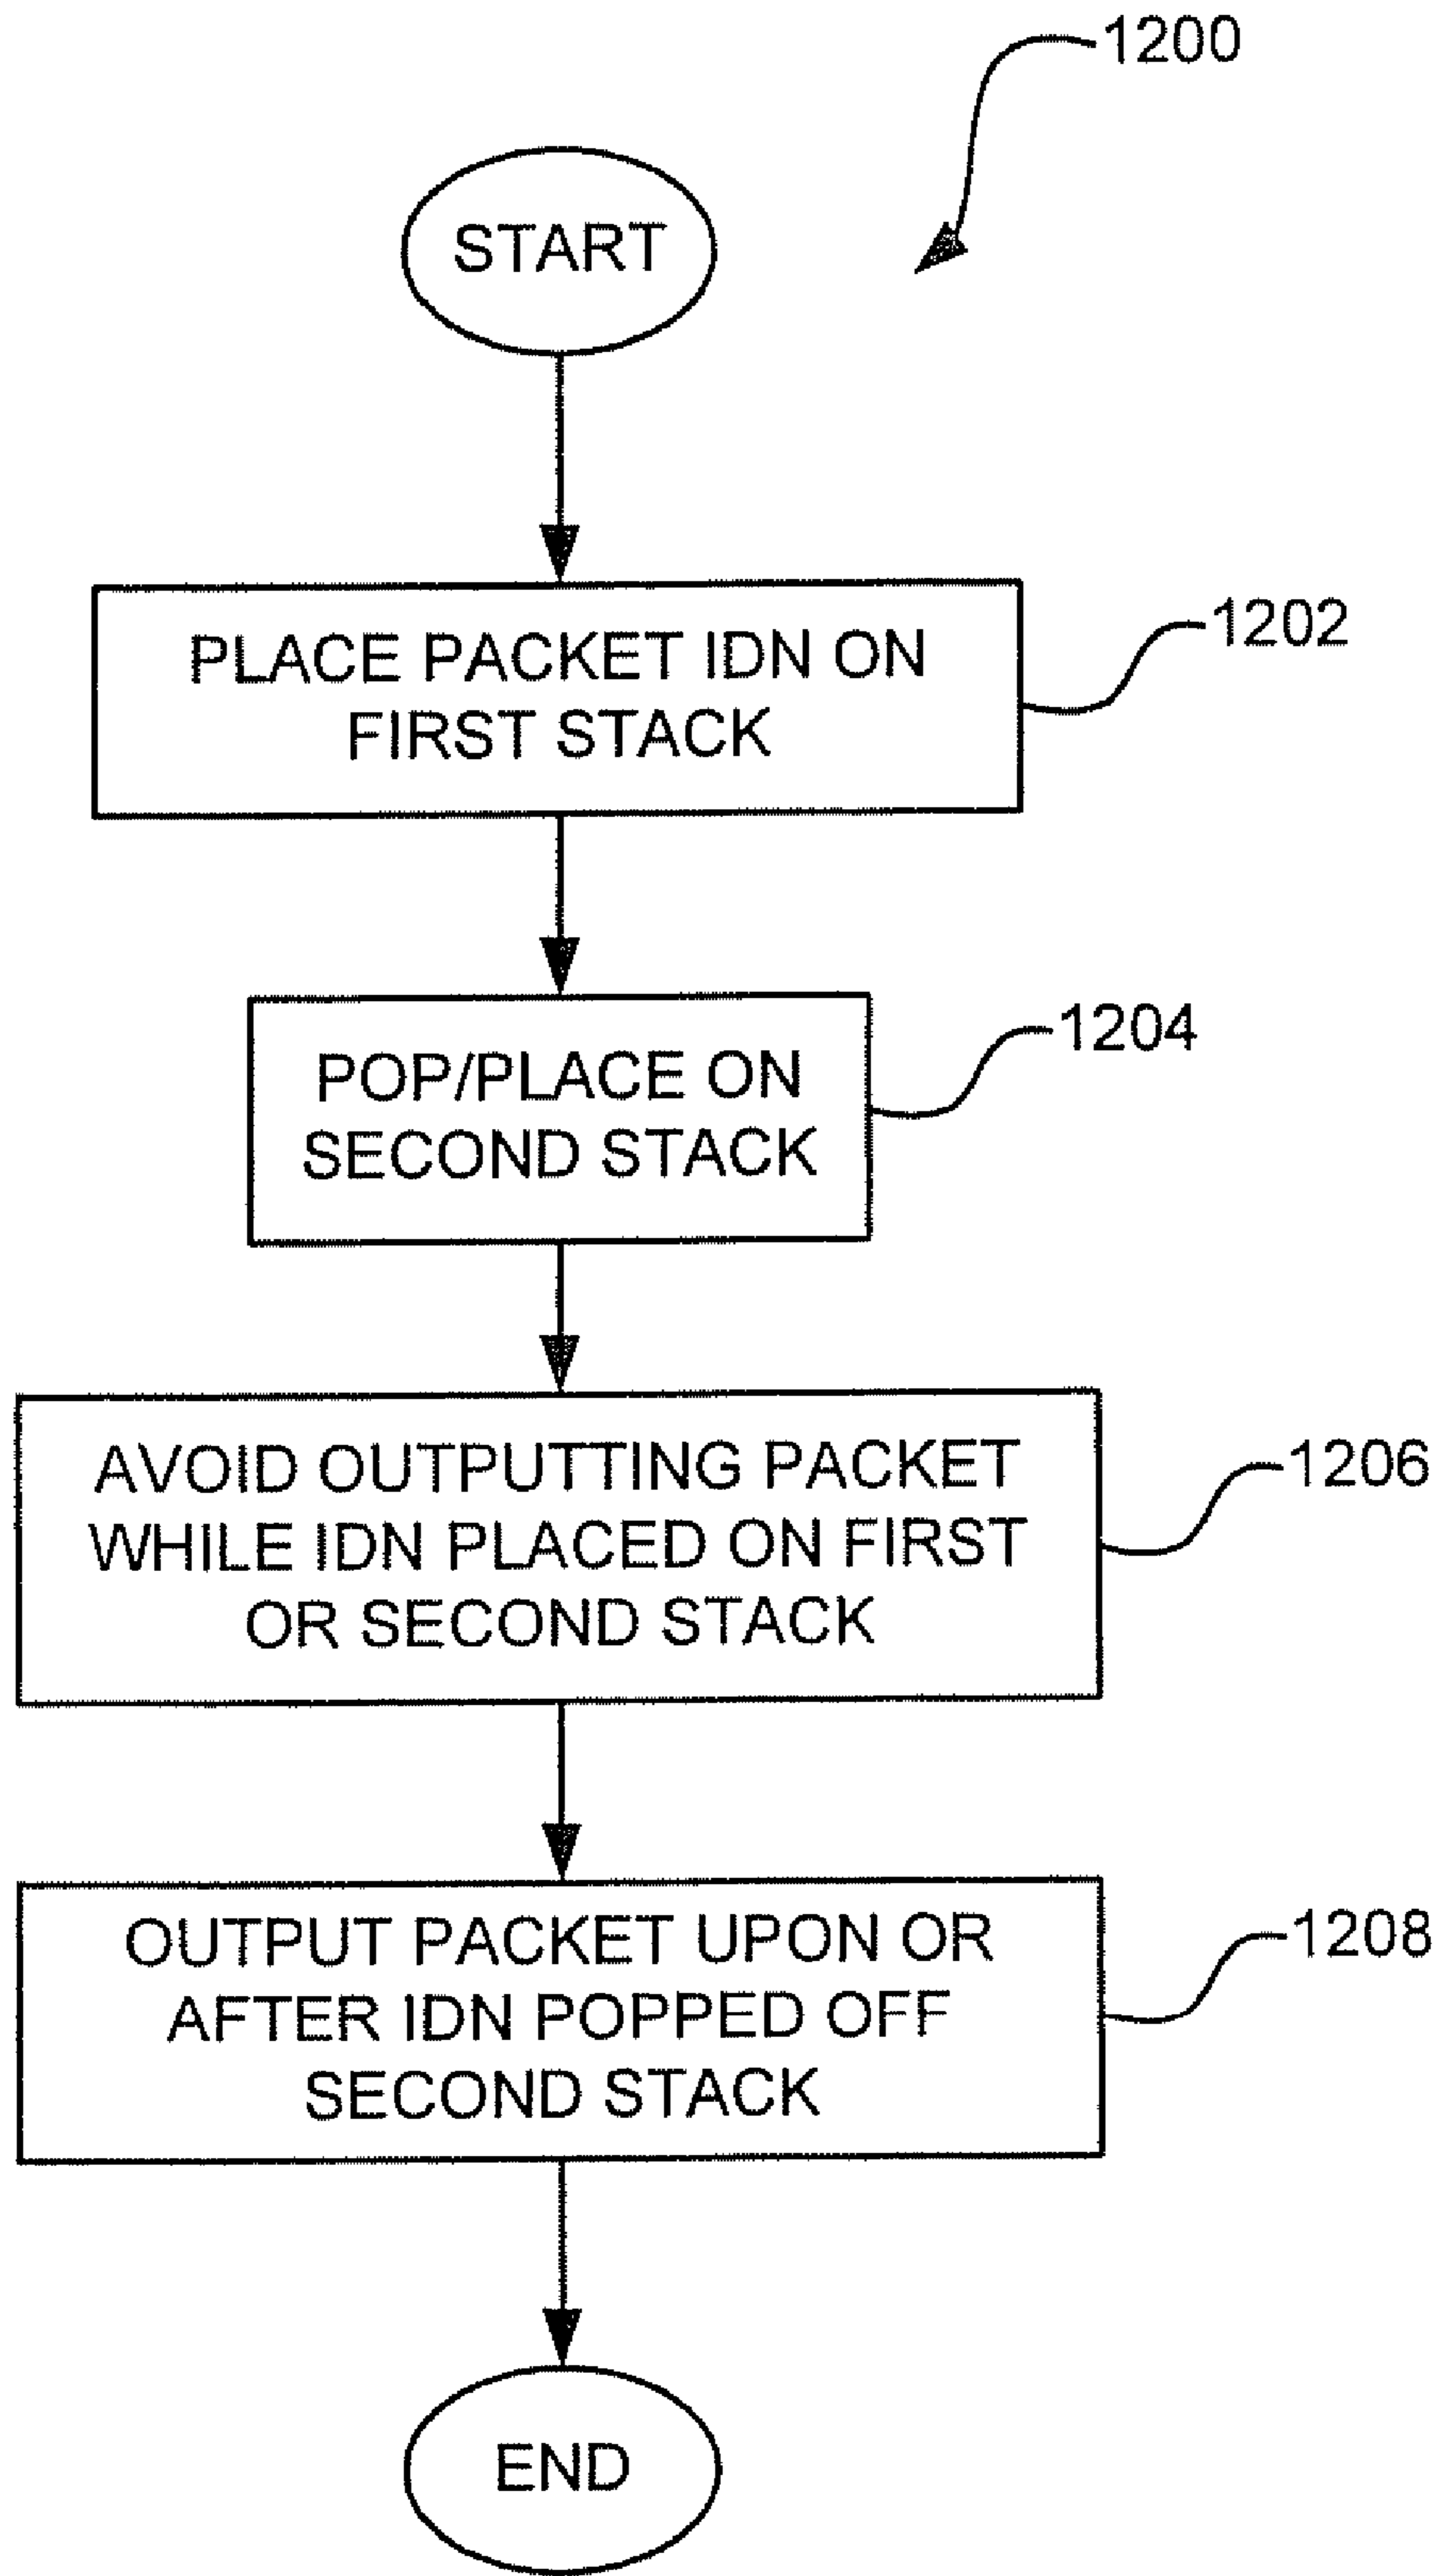 1200
START
PLACE PACKET IDN ON
FIRST STACK
1202
POP/PLACE ON
SECOND STACK
1204
AVOID OUTPUTTING PACKET
WHILE IDN PLACED ON FIRST
OR SECOND STACK
1206
OUTPUT PACKET UPON OR
AFTER IDN POPPED OFF
SECOND STACK
1208
END